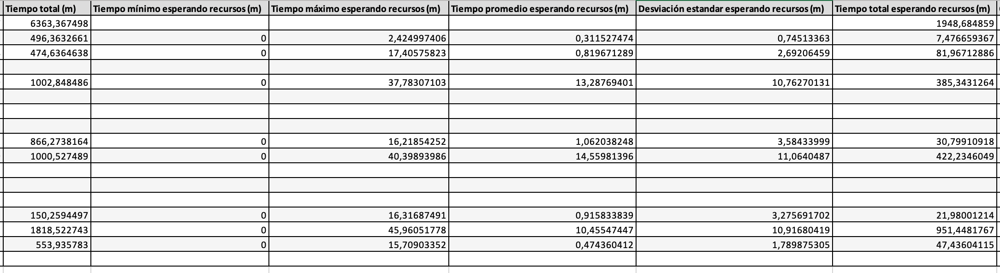 Tiempo total (m) Tiempo mínimo esperando recursos (m) Tiempo máximo esperando recursos (m) Tiempo promedio esperando recursos (m) Desviación estandar esperando recursos (m) Tiempo total esperando recursos (m)
6363,367498 1948,684859
496,3632661 0 2,424997406 0,311527474 0,74513363 7,476659367
474,6364638 0 17,40575823 0,819671289 2,69206459 81,96712886
1002,848486 0 37,78307103 13,28769401 10,76270131 385,3431264
866,2738164 0 16,21854252 1,062038248 3,58433999 30,79910918
1000,527489 0 40,39893986 14,55981396 11,0640487 422,2346049
150,2594497 0 16,31687491 0,915833839 3,275691702 21,98001214
1818,522743 0 45,96051778 10,45547447 10,91680419 951,4481767
553,935783 0 15,70903352 0,474360412 1,789875305 47,43604115